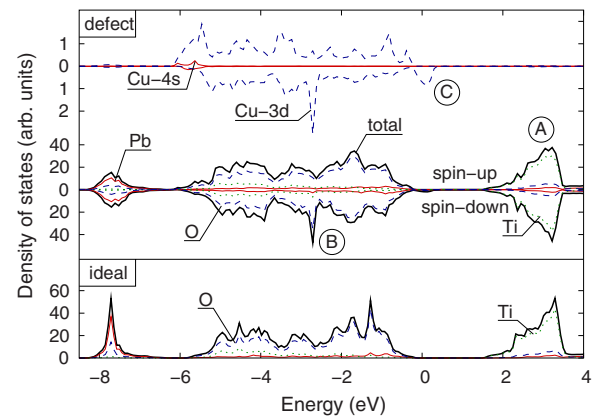 defect
1
0
1
2
Cu−4s
Cu−3d
C
40
20
0
20
40
Pb
total
A
spin−up
spin−down
O
B
Ti
ideal
60
40
20
0
O
Ti
−8
−6
−4
−2
0
2
4
Energy (eV)
Density of states (arb. units)